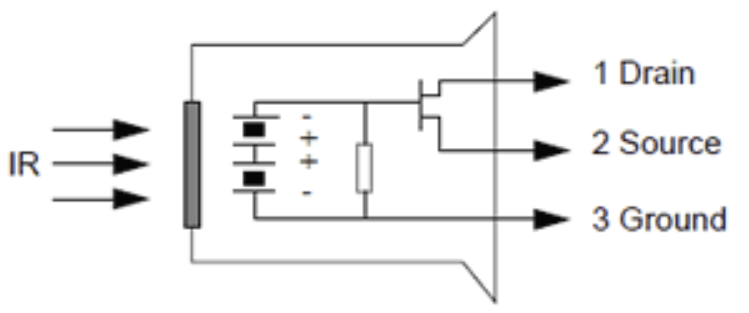 1 Drain
-
+
IR
+
2 Source
-
3 Ground